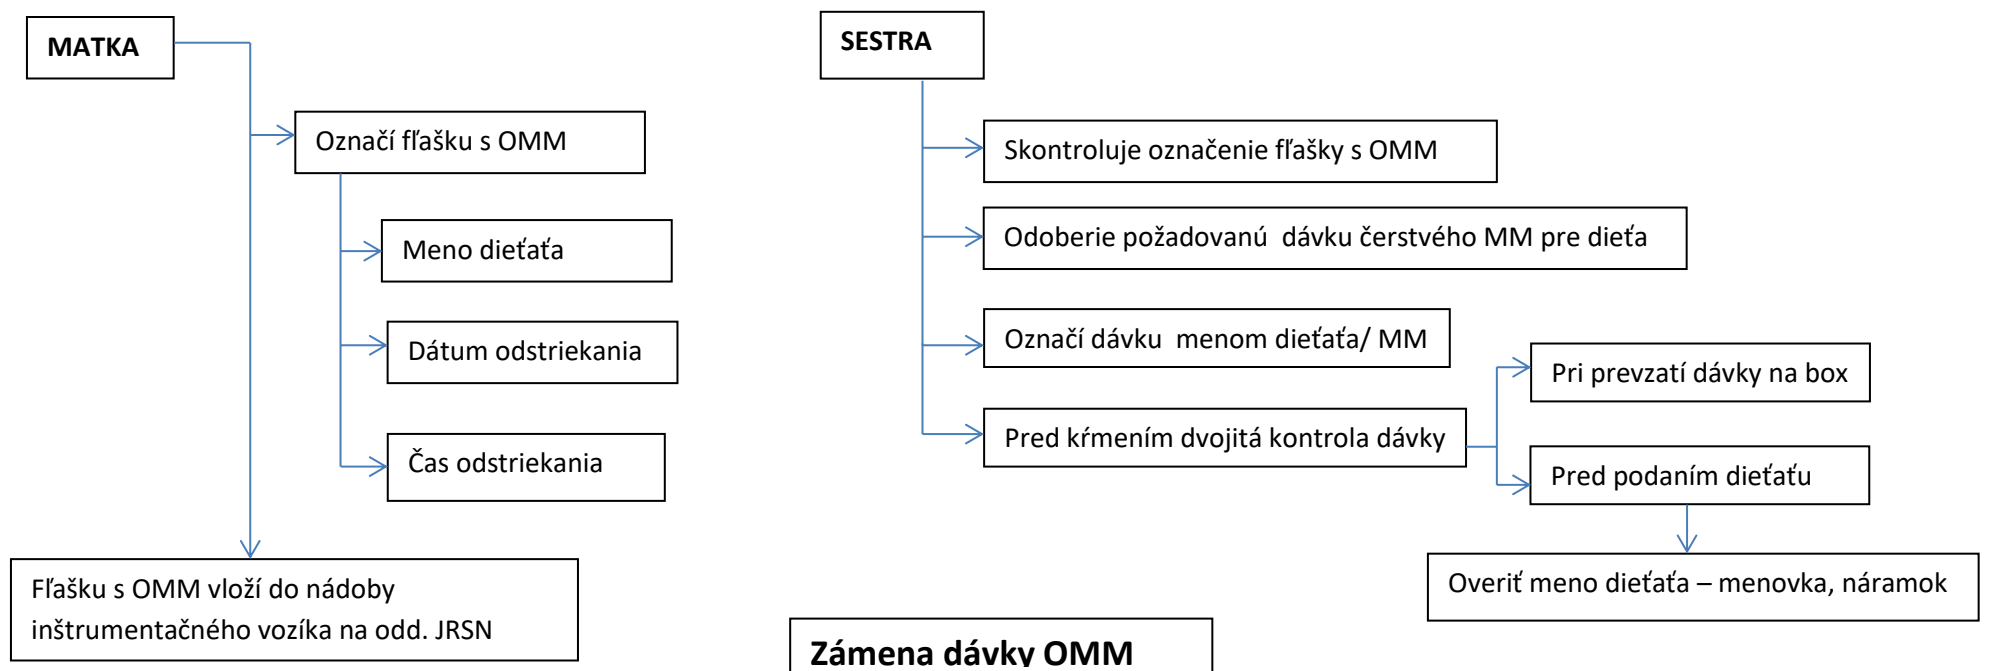 MATKA
Označí fľašku s OMM
Meno dieťaťa
Dátum odstriekania
Čas odstriekania
Fľašku s OMM vloží do nádoby
inštrumentačného vozíka na odd. JRSN
SESTRA
Skontroluje označenie fľašky s OMM
Odoberie požadovanú dávku čerstvého MM pre dieťa
Označí dávku menom dieťaťa/ MM
Pred kŕmením dvojitá kontrola dávky
Pri prevzatí dávky na box
Pred podaním dieťaťu
Overiť meno dieťaťa – menovka, náramok
Zámena dávky OMM